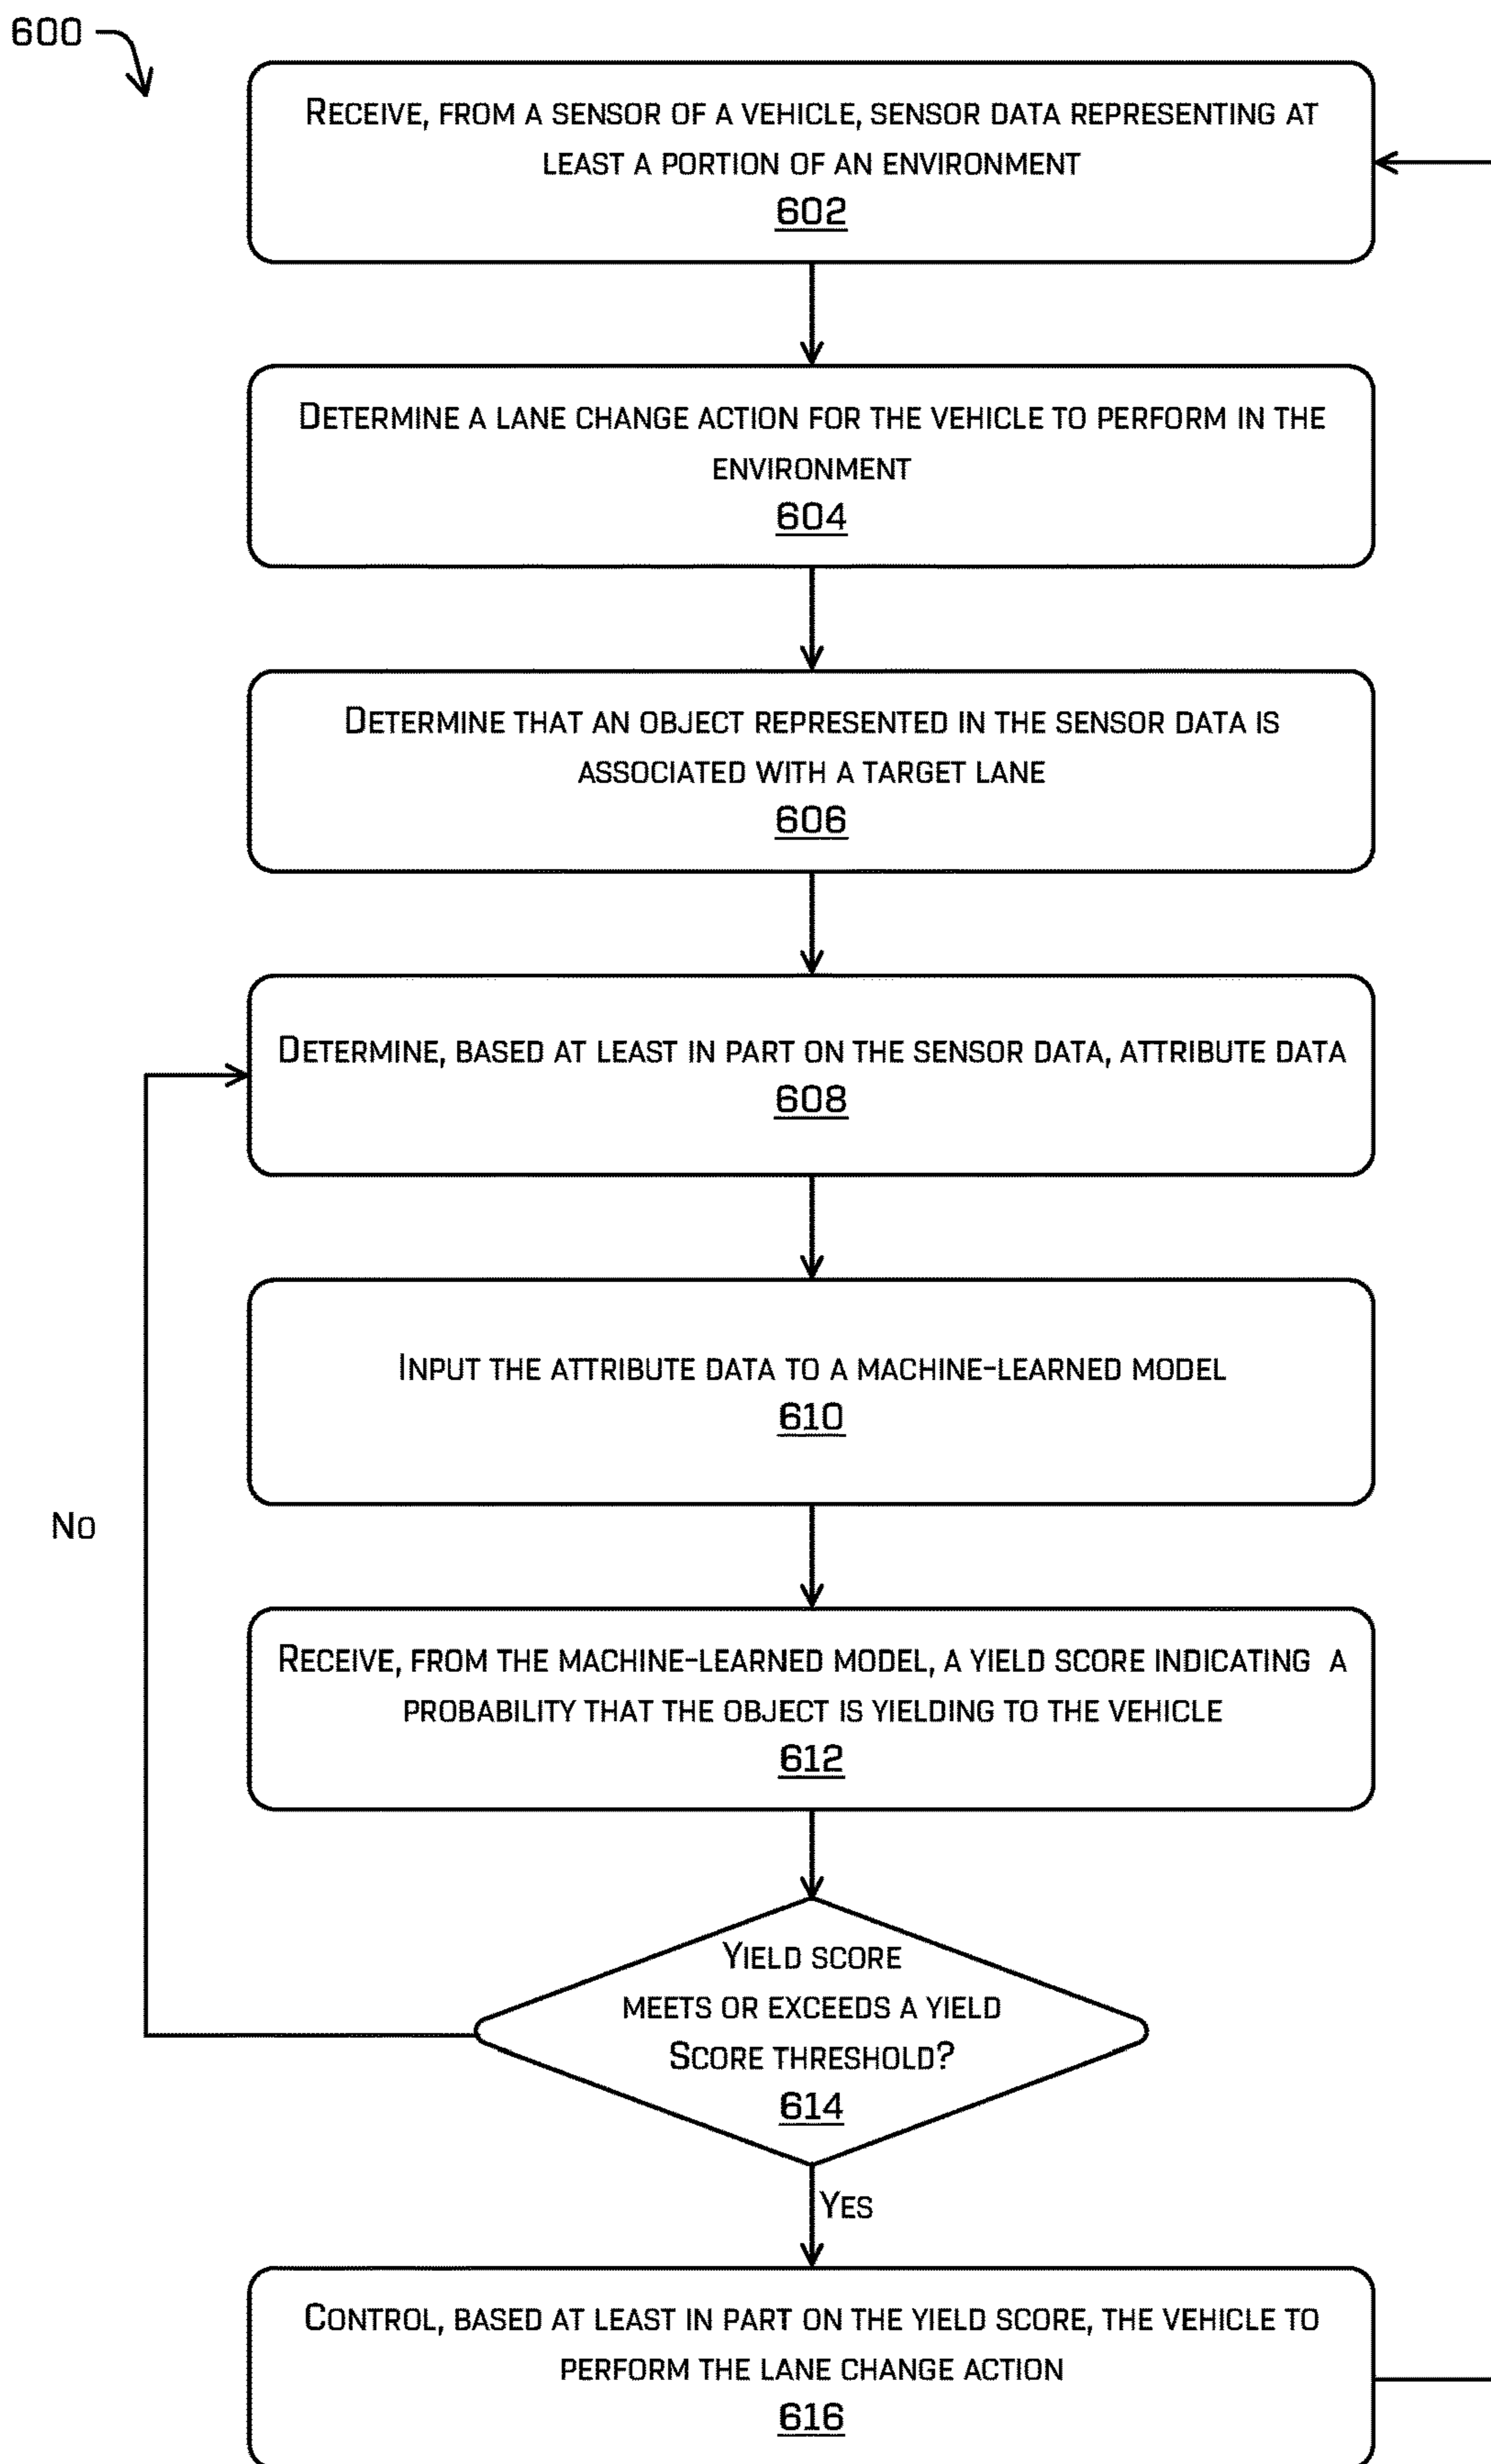 600
RECEIVE, FROM A SENSOR OF A VEHICLE, SENSOR DATA REPRESENTING AT
LEAST A PORTION OF AN ENVIRONMENT
602
DETERMINE A LANE CHANGE ACTION FOR THE VEHICLE TO PERFORM IN THE
ENVIRONMENT
604
DETERMINE THAT AN OBJECT REPRESENTED IN THE SENSOR DATA IS
ASSOCIATED WITH A TARGET LANE
606
DETERMINE, BASED AT LEAST IN PART ON THE SENSOR DATA, ATTRIBUTE DATA
608
INPUT THE ATTRIBUTE DATA TO A MACHINE-LEARNED MODEL
610
NO
RECEIVE, FROM THE MACHINE-LEARNED MODEL, A YIELD SCORE INDICATING A
PROBABILITY THAT THE OBJECT IS YIELDING TO THE VEHICLE
612
YIELD SCORE
MEETS OR EXCEEDS A YIELD
SCORE THRESHOLD?
614
YES
CONTROL, BASED AT LEAST IN PART ON THE YIELD SCORE, THE VEHICLE TO
PERFORM THE LANE CHANGE ACTION
616